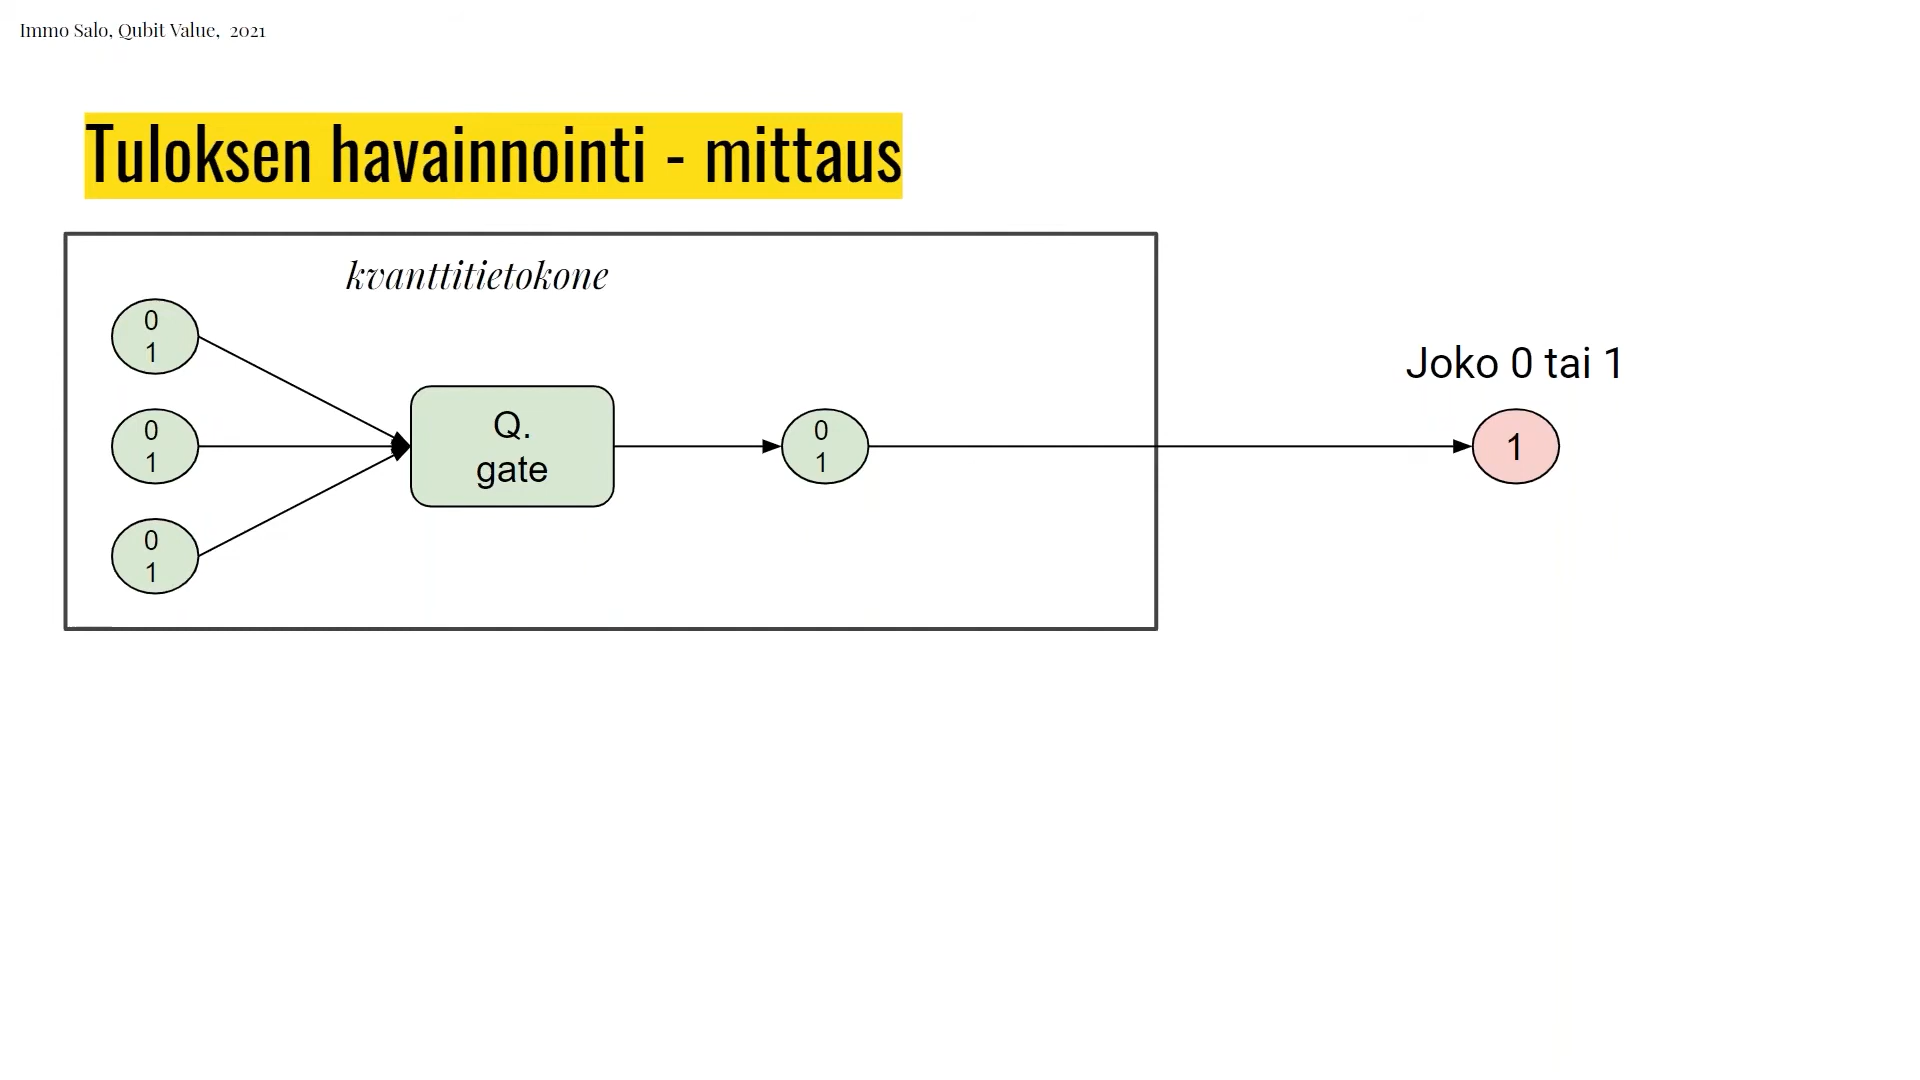 Immo Salo, Qubit Value, 2021
Tuloksen havainnointi - mittaus
kvanttitietokone
0
1
0
1
0
1
Q.
gate
0
1
Joko 0 tai 1
1